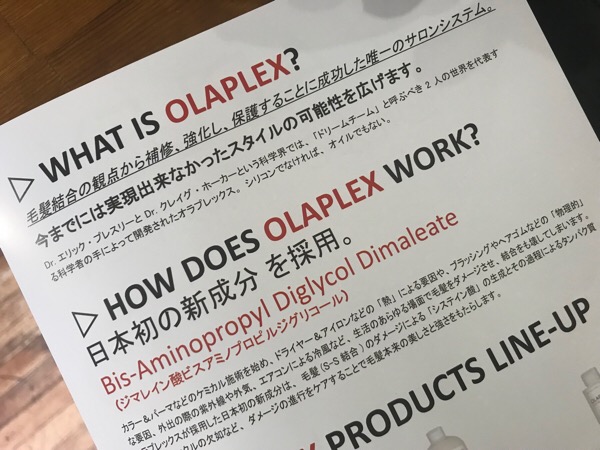 ▷ WHAT IS OLAPLEX?
毛髪結合の観点から補修、強化し、保護することに成功した唯一のサロンシステム。
今までには実現出来なかったスタイルの可能性を広げます。
Dr. エリック・プレスリーと Dr. クレイグ・ホーカーという科学界では、「ドリームチーム」と呼ぶべき 2 人の世界を代表す
る科学者の手によって開発されたオラプレックス。シリコンでなければ、オイルでもない。
▷ HOW DOES OLAPLEX WORK?
日本初の新成分 を採用。
Bis-Aminopropyl Diglycol Dimaleate
(ジマレイン酸ビスアミノプロピルジグリコール)
カラー＆パーマなどのケミカル施術を始め、ドライヤー＆アイロンなどの「熱」による要因や、ブラッシングやヘアゴムなどの「物理的」
な要因、外出の際の紫外線や外気、エアコンによる冷風など、生活のあらゆる場面で毛髪をダメージさせ、結合をも壊してしまいます。
ラプレックスが採用した日本初の新成分は、毛髪 (S-S 結合) のダメージによる「システイン酸」の生成とその過程によるタンパク質
クルの欠如など、ダメージの進行をケアすることで毛髪本来の美しさと強さをもたらします。
PRODUCTS LINE-UP